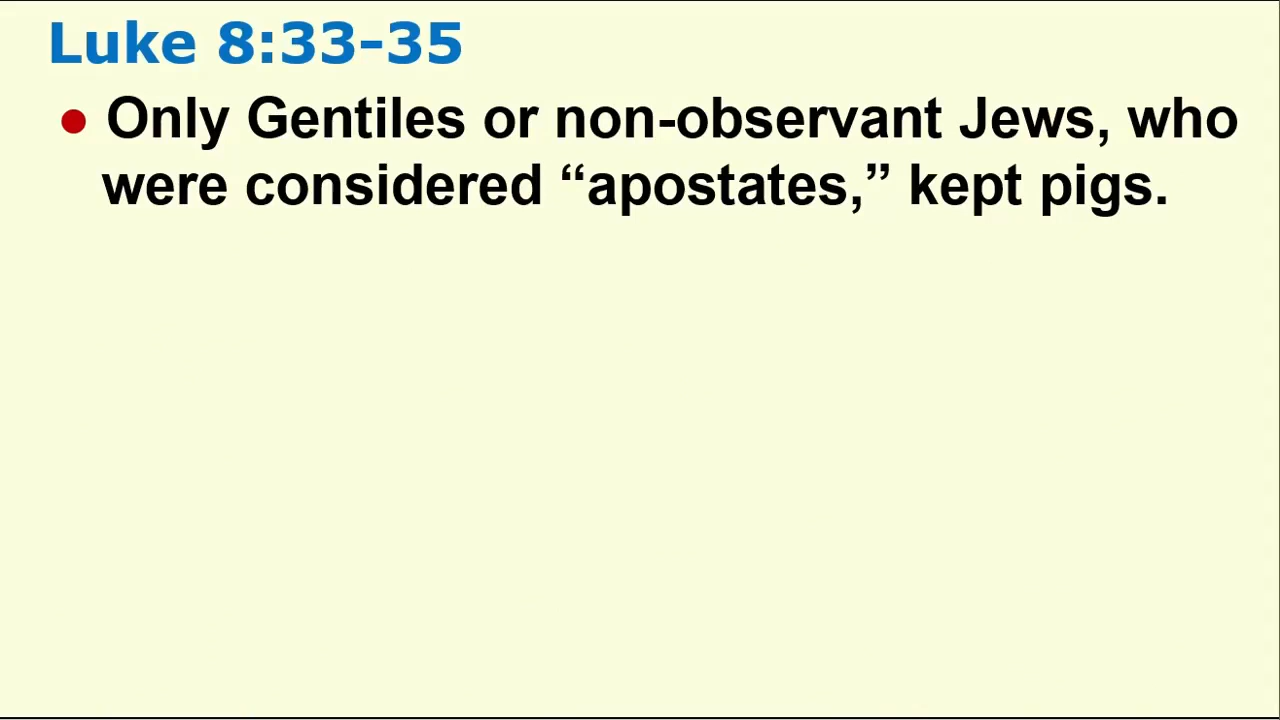 Luke 8:33-35
● Only Gentiles or non-observant Jews, who
were considered “apostates,” kept pigs.